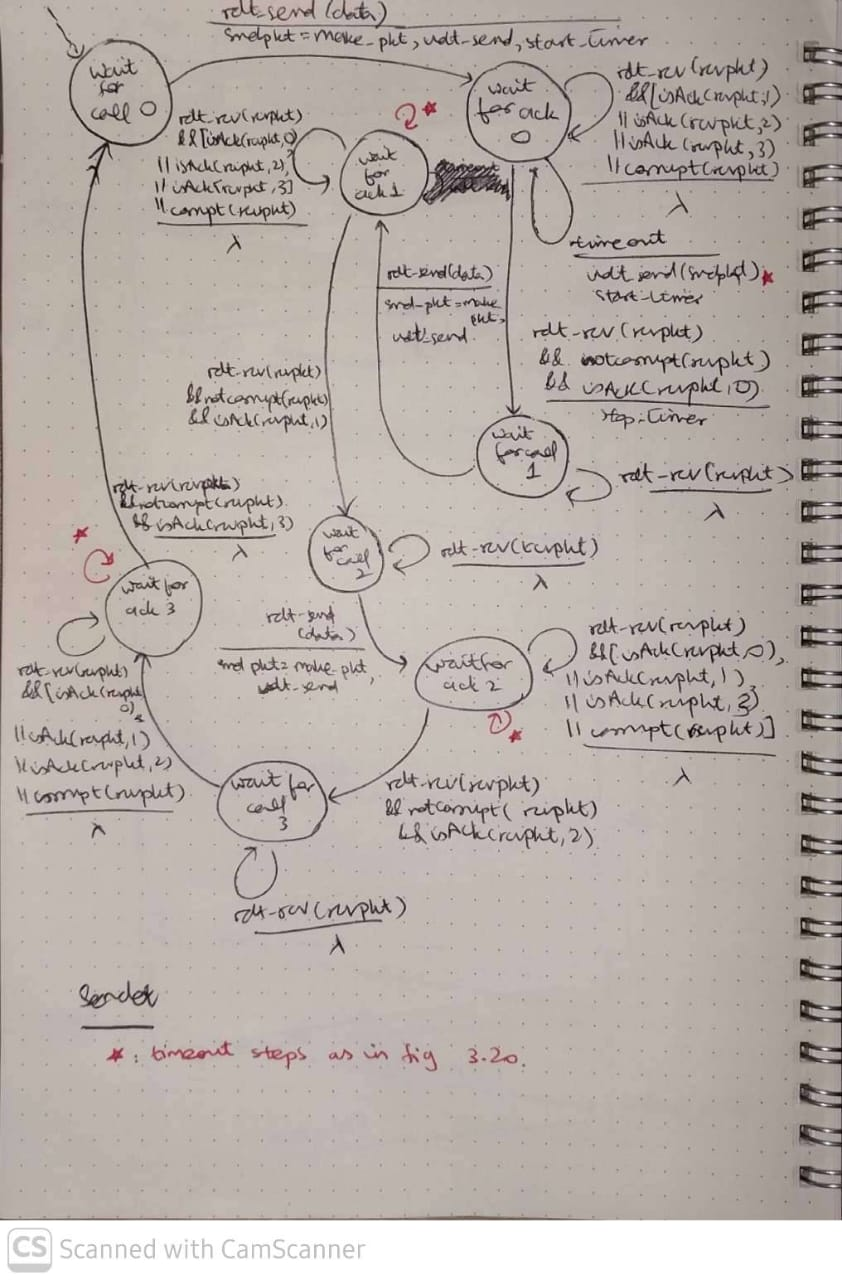 rdt_send(data)
sndpkt = make_pkt, udt_send, start_timer
wait
for
call 0
wait
for ack
0
rdt_rcv(rcvpkt)
&& [isAck(rcvpkt,1)
|| isAck(rcvpkt,2)
|| isAck(rcvpkt,3)
|| corrupt(rcvpkt)
λ
rdt_rcv(rcvpkt)
&& [isAck(rcvpkt,0)
|| isAck(rcvpkt,2),
|| isAck(rcvpkt,3]
|| corrupt(rcvpkt)
λ
wait
for
ack 1
*
timeout
udt_send(sndpkt) *
start_timer
rdt_send(data)
snd_pkt = make
pkt,
udt_send
rdt_rcv(rcvpkt)
&& notcorrupt(rcvpkt)
&& isAck(rcvpkt,0)
stop_timer
rdt_rcv(rcvpkt)
&& notcorrupt(rcvpkt)
&& isAck(rcvpkt,1)
wait
for call
1
rdt_rcv(rcvpkt)
λ
rdt_rcv(rcvpkt)
&& notcorrupt(rcvpkt)
&& isAck(rcvpkt,3)
λ
wait
for
call
2
rdt_rcv(rcvpkt)
λ
*
wait for
ack 3
rdt_send
(data)
snd pkt = make_pkt,
udt_send
wait for
ack 2
*
rdt_rcv(rcvpkt)
&& [isAck(rcvpkt,0),
|| isAck(rcvpkt,1)
|| isAck(rcvpkt,3)
|| corrupt(rcvpkt)]
λ
rdt_rcv(rcvpkt)
&& [isAck(rcvpkt
0)
|| isAck(rcvpkt,1)
|| isAck(rcvpkt,2)
|| corrupt(rcvpkt)
λ
wait for
call
3
rdt_rcv(rcvpkt)
&& notcorrupt(rcvpkt)
&& isAck(rcvpkt,2)
rdt_rcv(rcvpkt)
λ
Sender
* : timeout steps as in fig 3.20.
CS Scanned with CamScanner